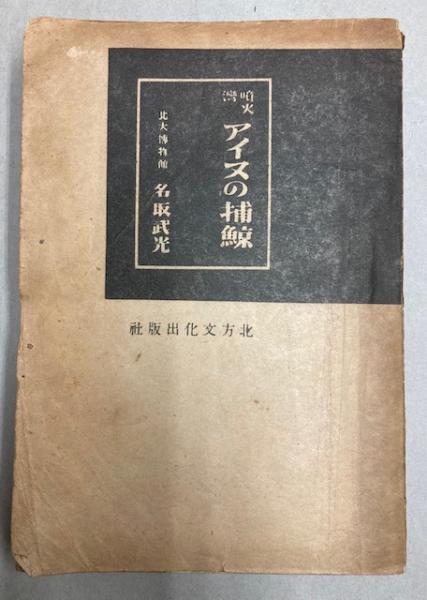 噴火灣
アイヌの捕鯨
北大博物館 名取武光
北方文化出版社